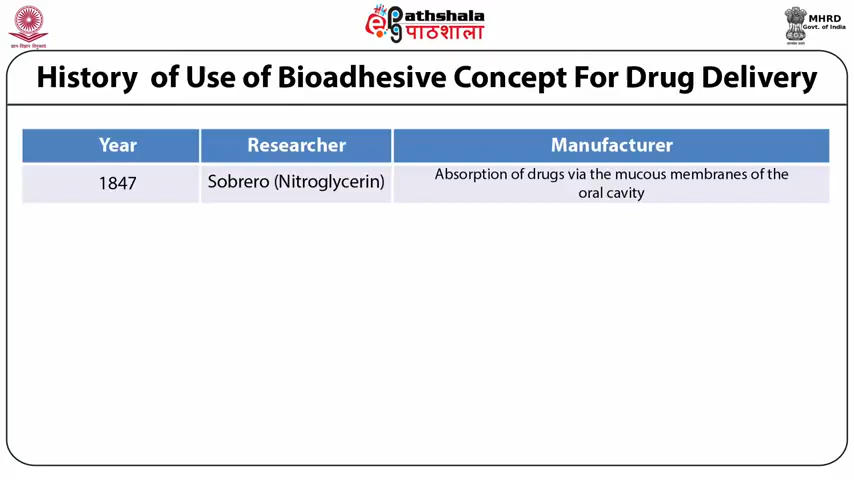 ePathshala
पाठशाला
MHRD
Govt. of India
History of Use of Bioadhesive Concept For Drug Delivery
Year Researcher Manufacturer
1847 Sobrero (Nitroglycerin) Absorption of drugs via the mucous membranes of the
oral cavity